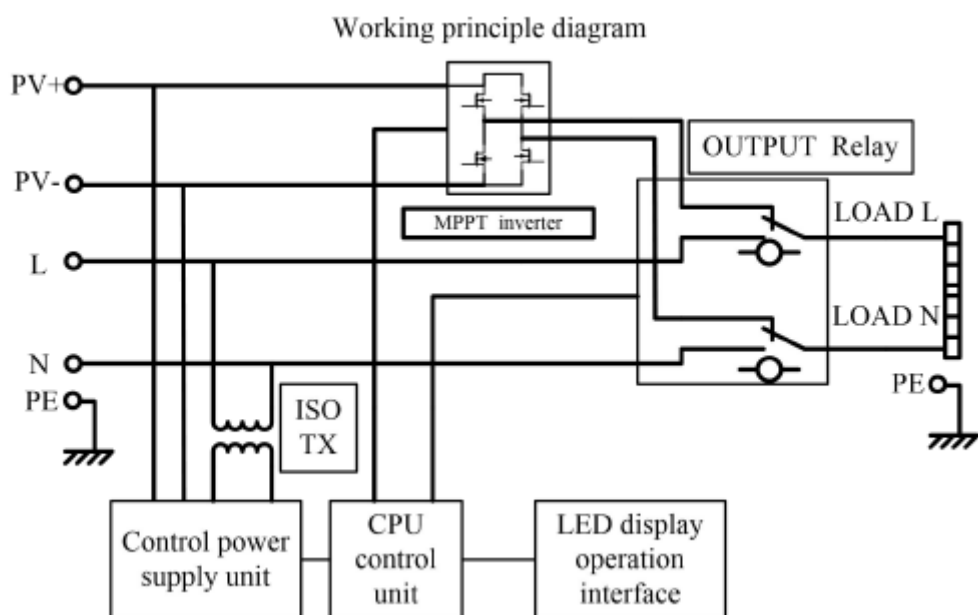 Working principle diagram
PV+
PV-
OUTPUT Relay
MPPT inverter
LOAD L
L
LOAD N
N
PE
PE
ISO
TX
Control power
supply unit
CPU
control
unit
LED display
operation
interface